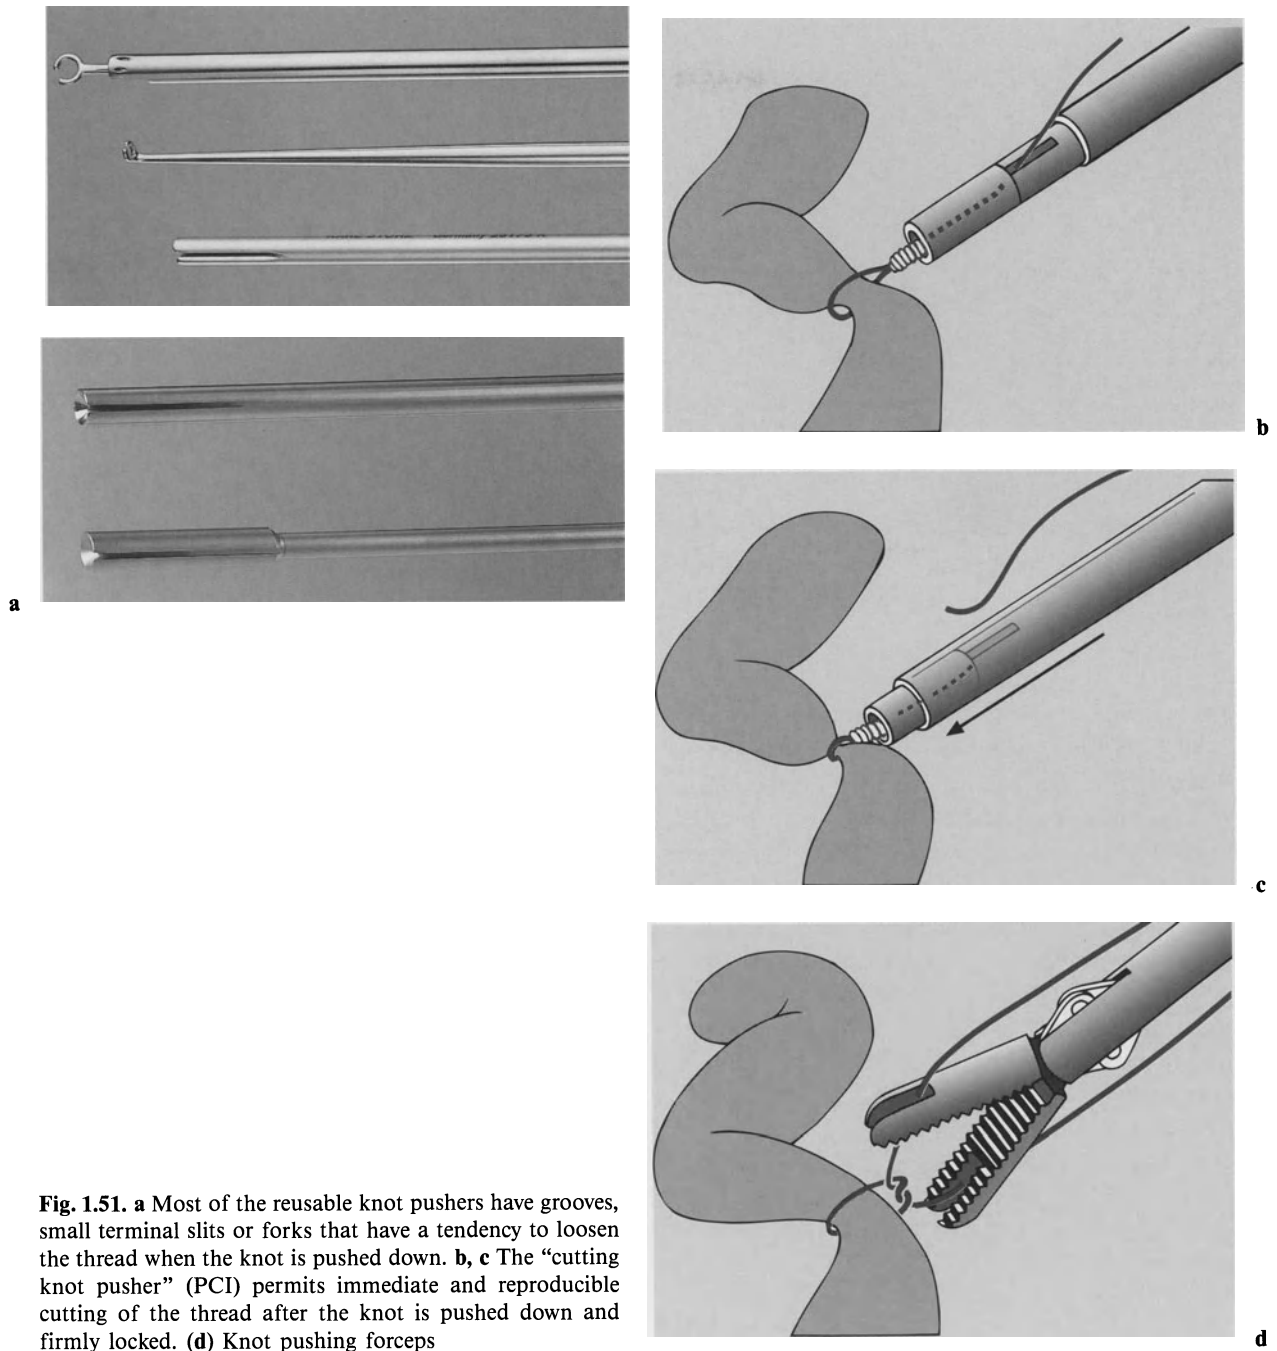 b
c
a
Fig. 1.51. a Most of the reusable knot pushers have grooves,
small terminal slits or forks that have a tendency to loosen
the thread when the knot is pushed down. b, c The “cutting
knot pusher” (PCI) permits immediate and reproducible
cutting of the thread after the knot is pushed down and
firmly locked. (d) Knot pushing forceps
d